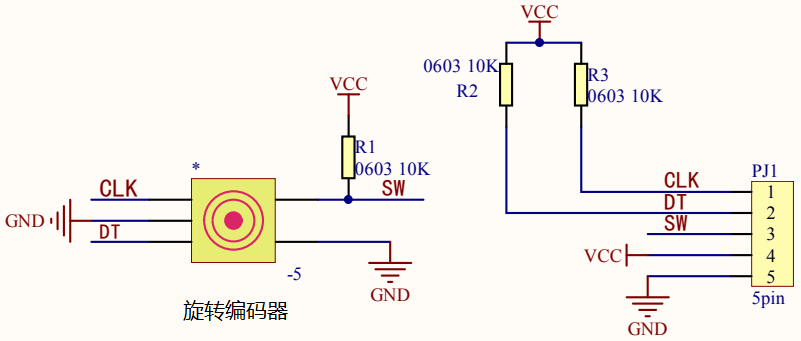 VCC
R1
0603 10K
*
CLK
SW
GND
DT
-5
GND
旋转编码器
VCC
0603 10K
R2
R3
0603 10K
PJ1
CLK
1
DT
2
SW
3
VCC
4
5
5pin
GND